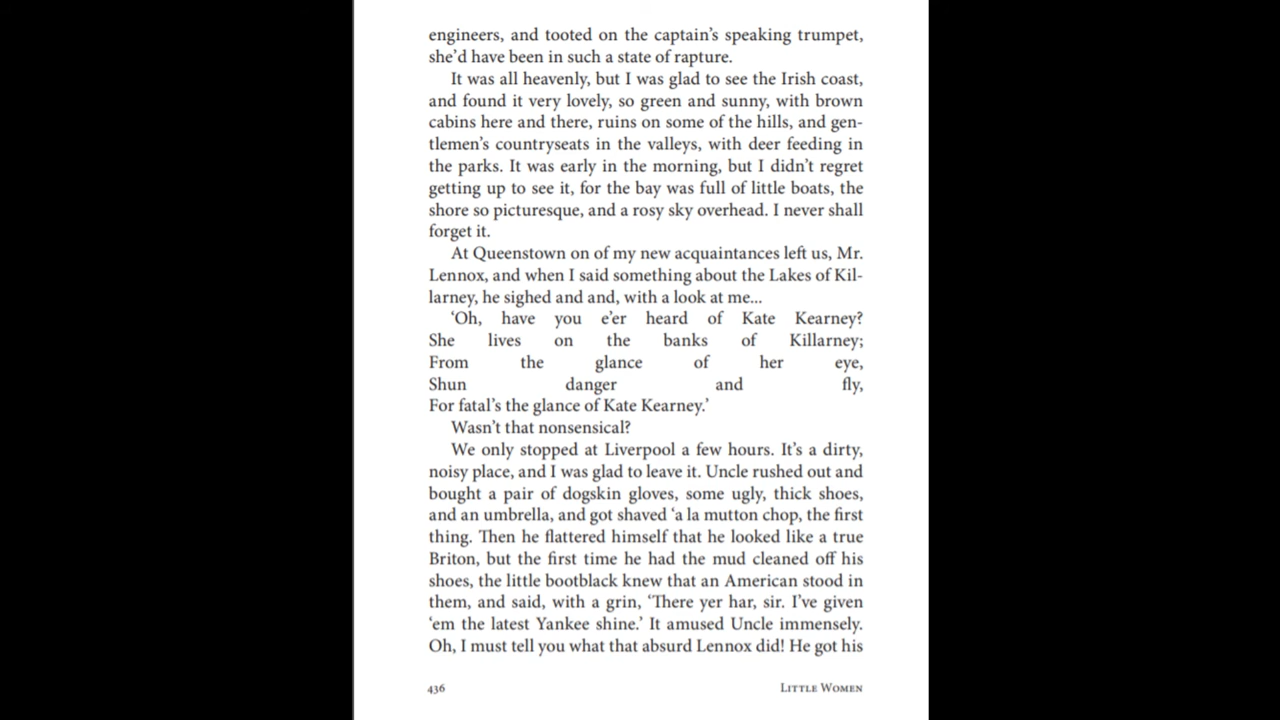 engineers, and tooted on the captain’s speaking trumpet,
she’d have been in such a state of rapture.
It was all heavenly, but I was glad to see the Irish coast,
and found it very lovely, so green and sunny, with brown
cabins here and there, ruins on some of the hills, and gen-
tlemen’s countryseats in the valleys, with deer feeding in
the parks. It was early in the morning, but I didn’t regret
getting up to see it, for the bay was full of little boats, the
shore so picturesque, and a rosy sky overhead. I never shall
forget it.
At Queenstown on of my new acquaintances left us, Mr.
Lennox, and when I said something about the Lakes of Kil-
larney, he sighed and and, with a look at me...
‘Oh, have you e’er heard of Kate Kearney?
She lives on the banks of Killarney;
From the glance of her eye,
Shun danger and fly,
For fatal’s the glance of Kate Kearney.’
Wasn’t that nonsensical?
We only stopped at Liverpool a few hours. It’s a dirty,
noisy place, and I was glad to leave it. Uncle rushed out and
bought a pair of dogskin gloves, some ugly, thick shoes,
and an umbrella, and got shaved ‘a la mutton chop, the first
thing. Then he flattered himself that he looked like a true
Briton, but the first time he had the mud cleaned off his
shoes, the little bootblack knew that an American stood in
them, and said, with a grin, ‘There yer har, sir. I’ve given
‘em the latest Yankee shine.’ It amused Uncle immensely.
Oh, I must tell you what that absurd Lennox did! He got his
436 Little Women